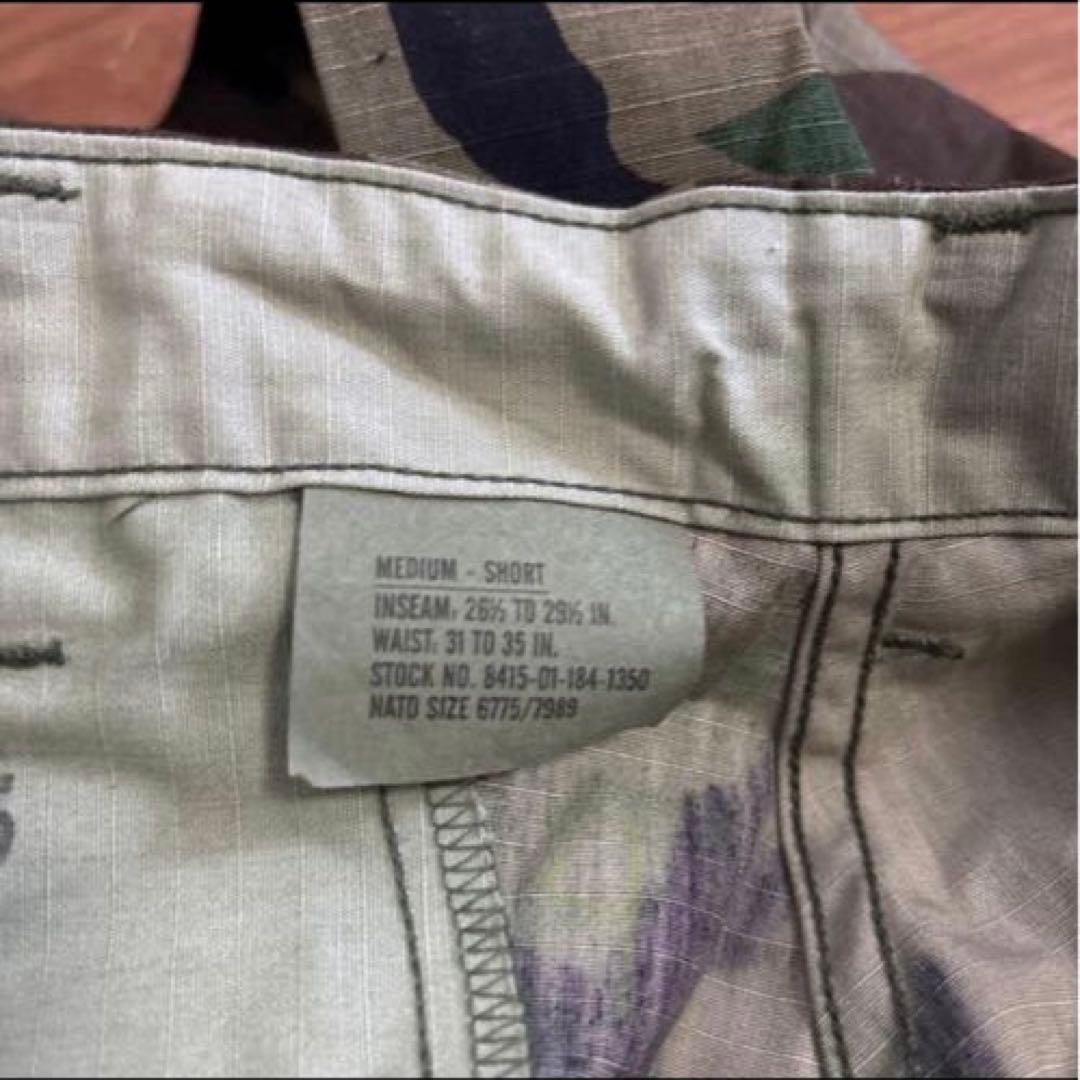 MEDIUM - SHORT
INSEAM: 26½ TO 29½ IN.
WAIST: 31 TO 35 IN.
STOCK NO. 8415-01-184-1350
NATO SIZE 6775/7989